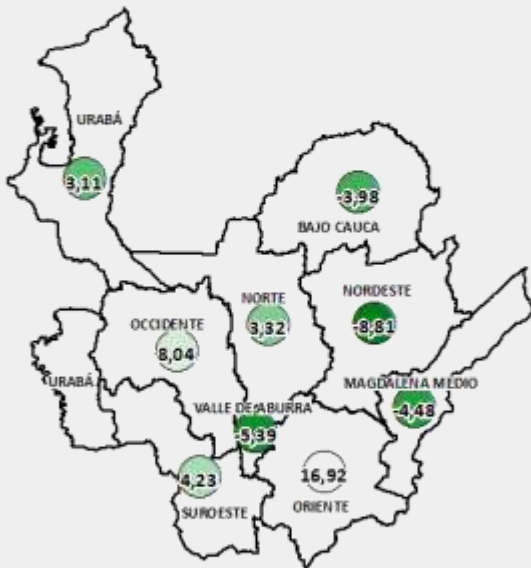 URABÁ
3,11
-3,98
BAJO CAUCA
NORTE
3,32
NORDESTE
-8,81
OCCIDENTE
8,04
URABÁ
MAGDALENA MEDIO
-4,48
VALLE DE ABURRA
-5,39
4,23
SUROESTE
16,92
ORIENTE